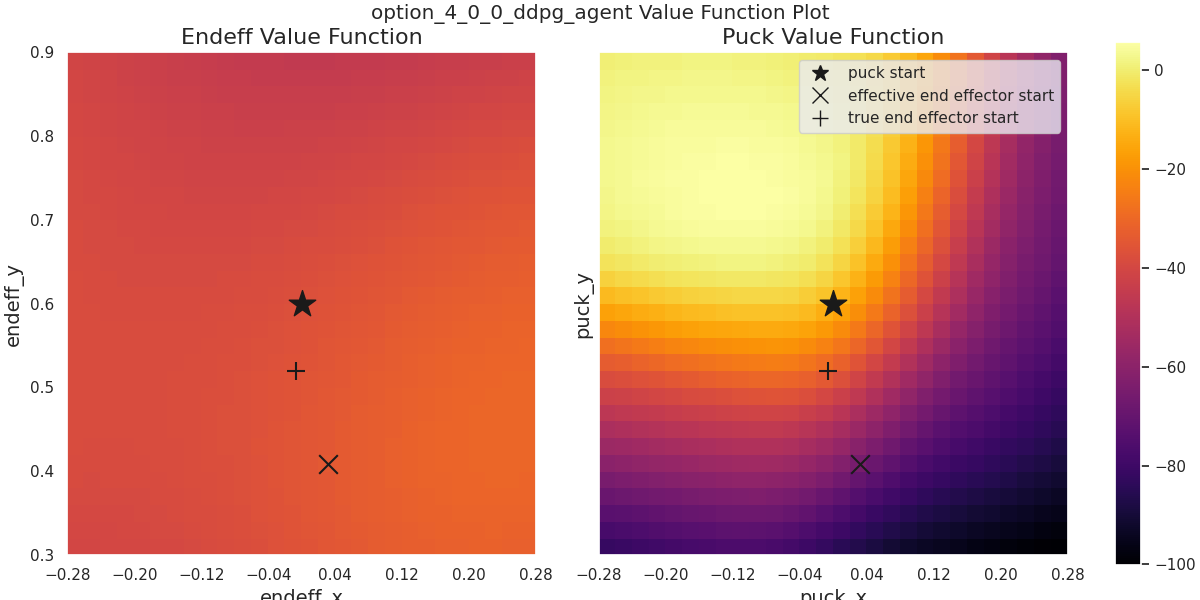 option_4_0_0_ddpg_agent Value Function Plot
Endeff Value Function
Puck Value Function
puck start
effective end effector start
true end effector start
0.9
0.8
0.7
0.6
0.5
0.4
0.3
endeff_y
−0.28 −0.20 −0.12 −0.04 0.04 0.12 0.20 0.28
endeff_x
puck_y
−0.28 −0.20 −0.12 −0.04 0.04 0.12 0.20 0.28
puck_x
0
−20
−40
−60
−80
−100